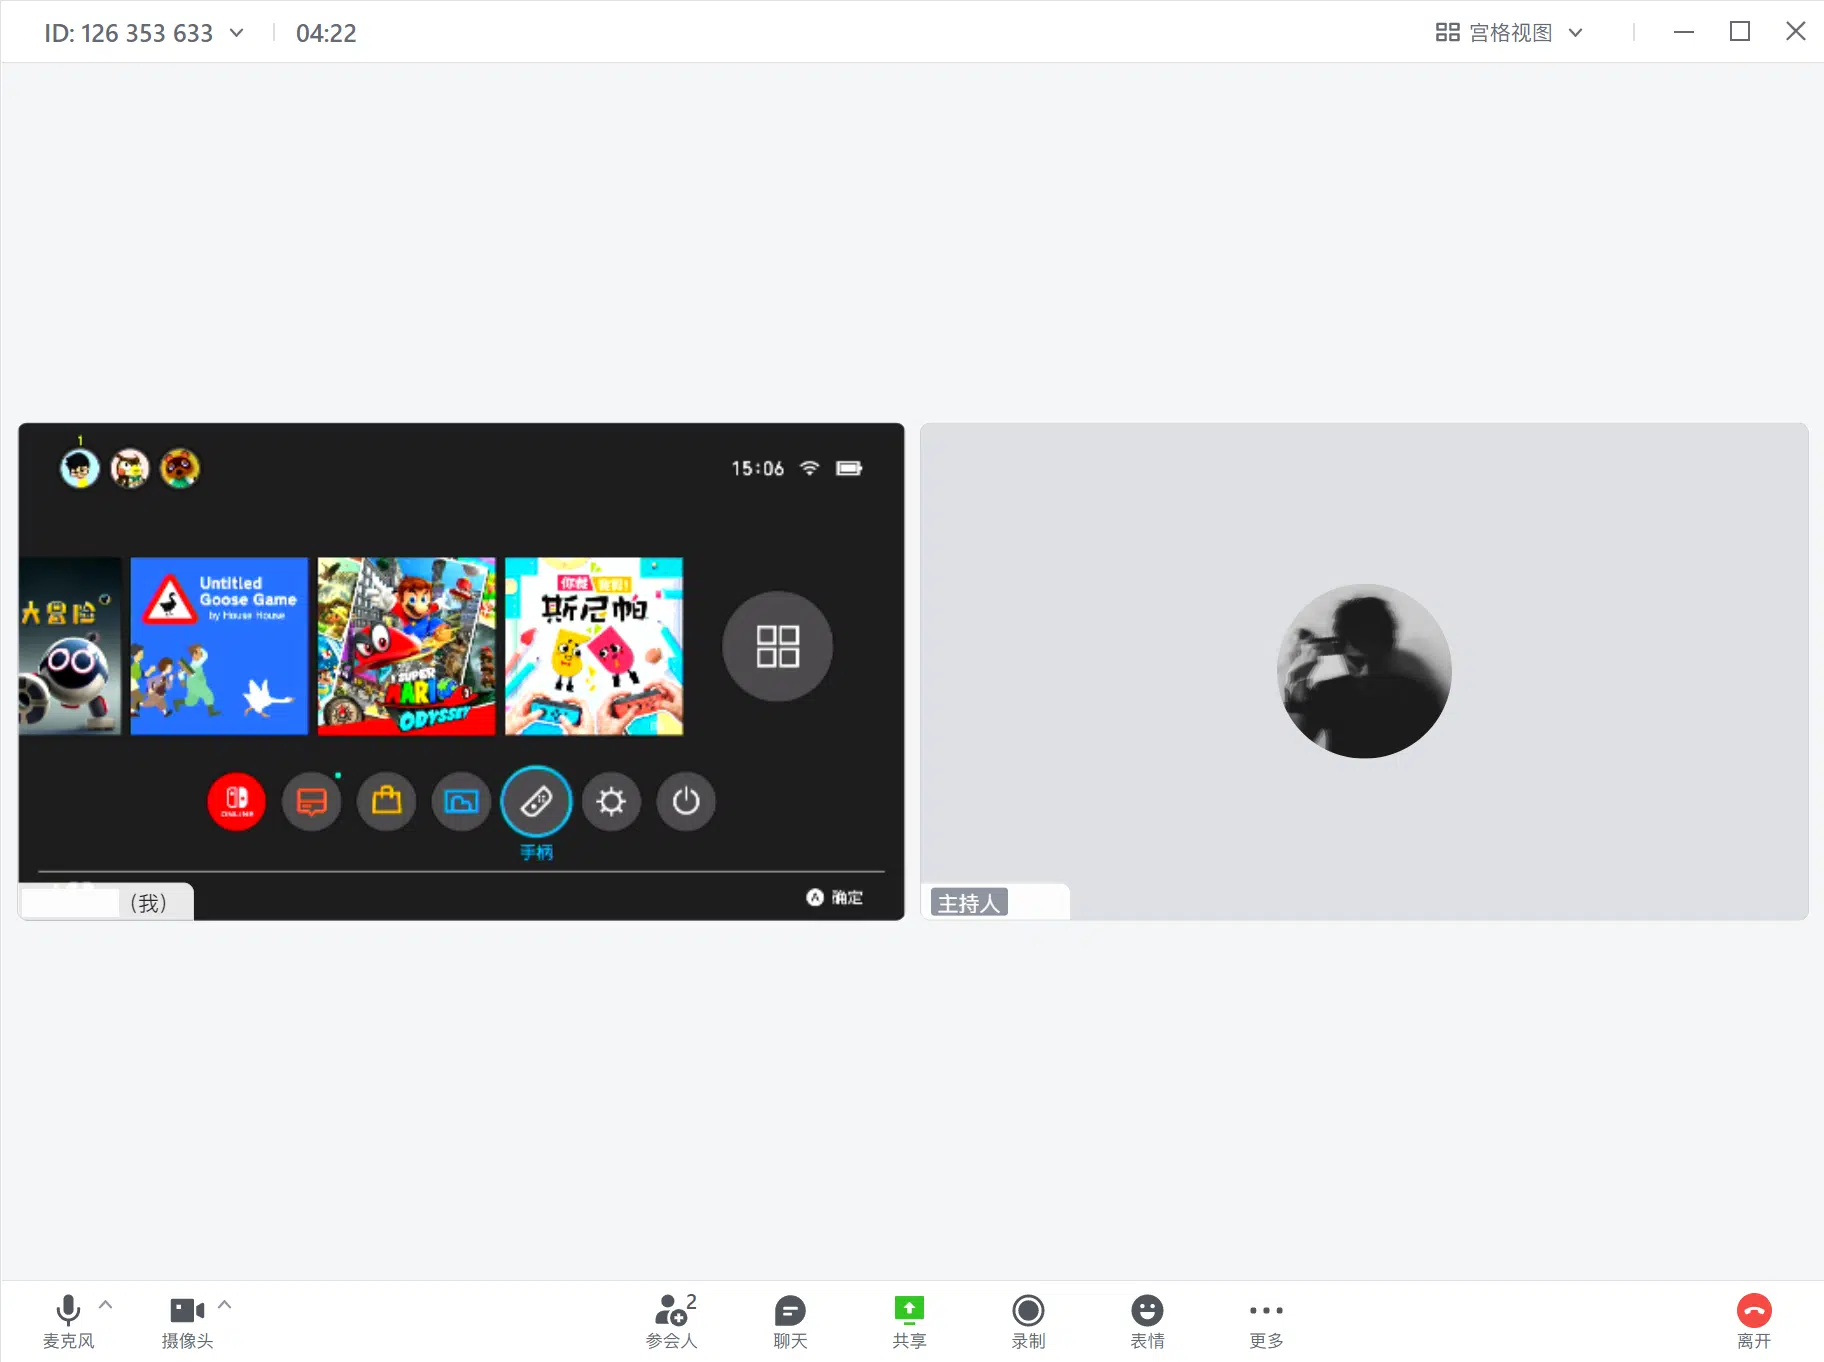 ID: 126 353 633
04:22
宫格视图
1
15:06
大冒险
Untitled
Goose Game
by House House
SUPER
MARIO
ODYSSEY
你裁 我剪!
斯尼帕
ONLINE
手柄
A 确定
（我）
主持人
麦克风
摄像头
2
参会人
聊天
共享
录制
表情
更多
离开